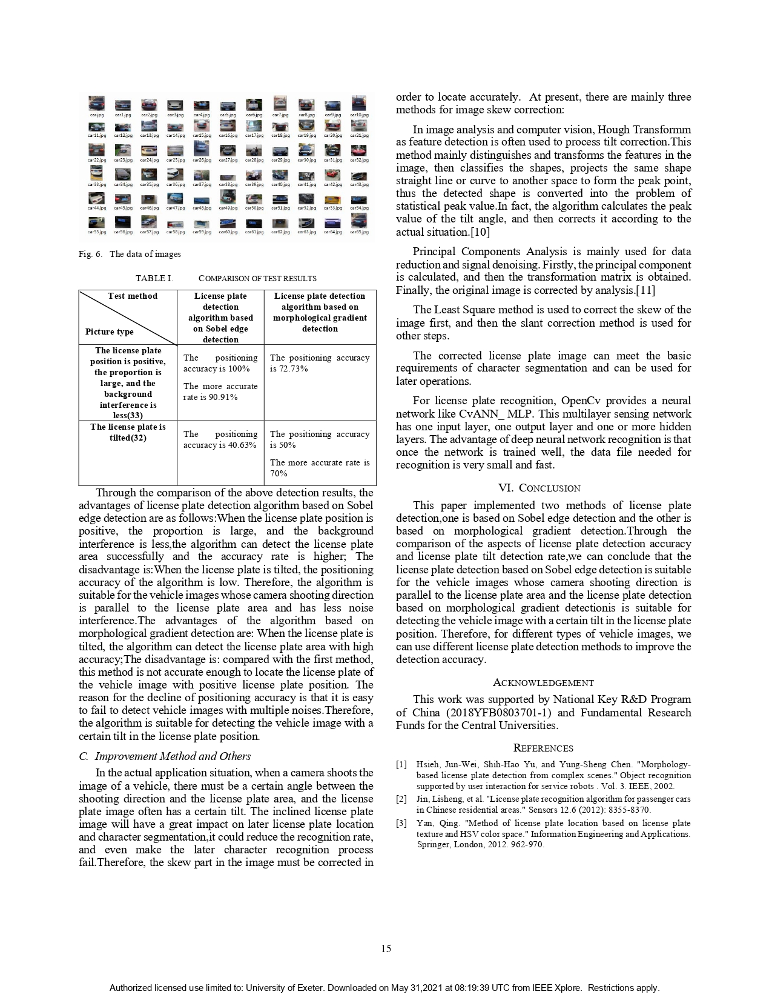 car.jpg car1.jpg car2.jpg car3.jpg car4.jpg car5.jpg car6.jpg car7.jpg car8.jpg car9.jpg car10.jpg
car11.jpg car12.jpg car13.jpg car14.jpg car15.jpg car16.jpg car17.jpg car18.jpg car19.jpg car20.jpg car21.jpg
car22.jpg car23.jpg car24.jpg car25.jpg car26.jpg car27.jpg car28.jpg car29.jpg car30.jpg car31.jpg car32.jpg
car33.jpg car34.jpg car35.jpg car36.jpg car37.jpg car38.jpg car39.jpg car40.jpg car41.jpg car42.jpg car43.jpg
car44.jpg car45.jpg car46.jpg car47.jpg car48.jpg car49.jpg car50.jpg car51.jpg car52.jpg car53.jpg car54.jpg
car55.jpg car56.jpg car57.jpg car58.jpg car59.jpg car60.jpg car61.jpg car62.jpg car63.jpg car64.jpg car65.jpg
Fig. 6. The data of images
TABLE I. COMPARISON OF TEST RESULTS
Test method
Picture type
License plate
detection
algorithm based
on Sobel edge
detection
License plate detection
algorithm based on
morphological gradient
detection
The license plate
position is positive,
the proportion is
large, and the
background
interference is
less(33)
The positioning
accuracy is 100%
The more accurate
rate is 90.91%
The positioning accuracy
is 72.73%
The license plate is
tilted(32)
The positioning
accuracy is 40.63%
The positioning accuracy
is 50%
The more accurate rate is
70%
Through the comparison of the above detection results, the
advantages of license plate detection algorithm based on Sobel
edge detection are as follows:When the license plate position is
positive, the proportion is large, and the background
interference is less,the algorithm can detect the license plate
area successfully and the accuracy rate is higher; The
disadvantage is:When the license plate is tilted, the positioning
accuracy of the algorithm is low. Therefore, the algorithm is
suitable for the vehicle images whose camera shooting direction
is parallel to the license plate area and has less noise
interference.The advantages of the algorithm based on
morphological gradient detection are: When the license plate is
tilted, the algorithm can detect the license plate area with high
accuracy;The disadvantage is: compared with the first method,
this method is not accurate enough to locate the license plate of
the vehicle image with positive license plate position. The
reason for the decline of positioning accuracy is that it is easy
to fail to detect vehicle images with multiple noises.Therefore,
the algorithm is suitable for detecting the vehicle image with a
certain tilt in the license plate position.
C. Improvement Method and Others
In the actual application situation, when a camera shoots the
image of a vehicle, there must be a certain angle between the
shooting direction and the license plate area, and the license
plate image often has a certain tilt. The inclined license plate
image will have a great impact on later license plate location
and character segmentation,it could reduce the recognition rate,
and even make the later character recognition process
fail.Therefore, the skew part in the image must be corrected in
order to locate accurately. At present, there are mainly three
methods for image skew correction:
In image analysis and computer vision, Hough Transformm
as feature detection is often used to process tilt correction.This
method mainly distinguishes and transforms the features in the
image, then classifies the shapes, projects the same shape
straight line or curve to another space to form the peak point,
thus the detected shape is converted into the problem of
statistical peak value.In fact, the algorithm calculates the peak
value of the tilt angle, and then corrects it according to the
actual situation.[10]
Principal Components Analysis is mainly used for data
reduction and signal denoising. Firstly, the principal component
is calculated, and then the transformation matrix is obtained.
Finally, the original image is corrected by analysis.[11]
The Least Square method is used to correct the skew of the
image first, and then the slant correction method is used for
other steps.
The corrected license plate image can meet the basic
requirements of character segmentation and can be used for
later operations.
For license plate recognition, OpenCv provides a neural
network like CvANN_ MLP. This multilayer sensing network
has one input layer, one output layer and one or more hidden
layers. The advantage of deep neural network recognition is that
once the network is trained well, the data file needed for
recognition is very small and fast.
VI. CONCLUSION
This paper implemented two methods of license plate
detection,one is based on Sobel edge detection and the other is
based on morphological gradient detection.Through the
comparison of the aspects of license plate detection accuracy
and license plate tilt detection rate,we can conclude that the
license plate detection based on Sobel edge detection is suitable
for the vehicle images whose camera shooting direction is
parallel to the license plate area and the license plate detection
based on morphological gradient detectionis is suitable for
detecting the vehicle image with a certain tilt in the license plate
position. Therefore, for different types of vehicle images, we
can use different license plate detection methods to improve the
detection accuracy.
ACKNOWLEDGEMENT
This work was supported by National Key R&D Program
of China (2018YFB0803701-1) and Fundamental Research
Funds for the Central Universities.
REFERENCES
[1] Hsieh, Jun-Wei, Shih-Hao Yu, and Yung-Sheng Chen. "Morphology-
based license plate detection from complex scenes." Object recognition
supported by user interaction for service robots . Vol. 3. IEEE, 2002.
[2] Jin, Lisheng, et al. "License plate recognition algorithm for passenger cars
in Chinese residential areas." Sensors 12.6 (2012): 8355-8370.
[3] Yan, Qing. "Method of license plate location based on license plate
texture and HSV color space." Information Engineering and Applications.
Springer, London, 2012. 962-970.
15
Authorized licensed use limited to: University of Exeter. Downloaded on May 31,2021 at 08:19:39 UTC from IEEE Xplore. Restrictions apply.